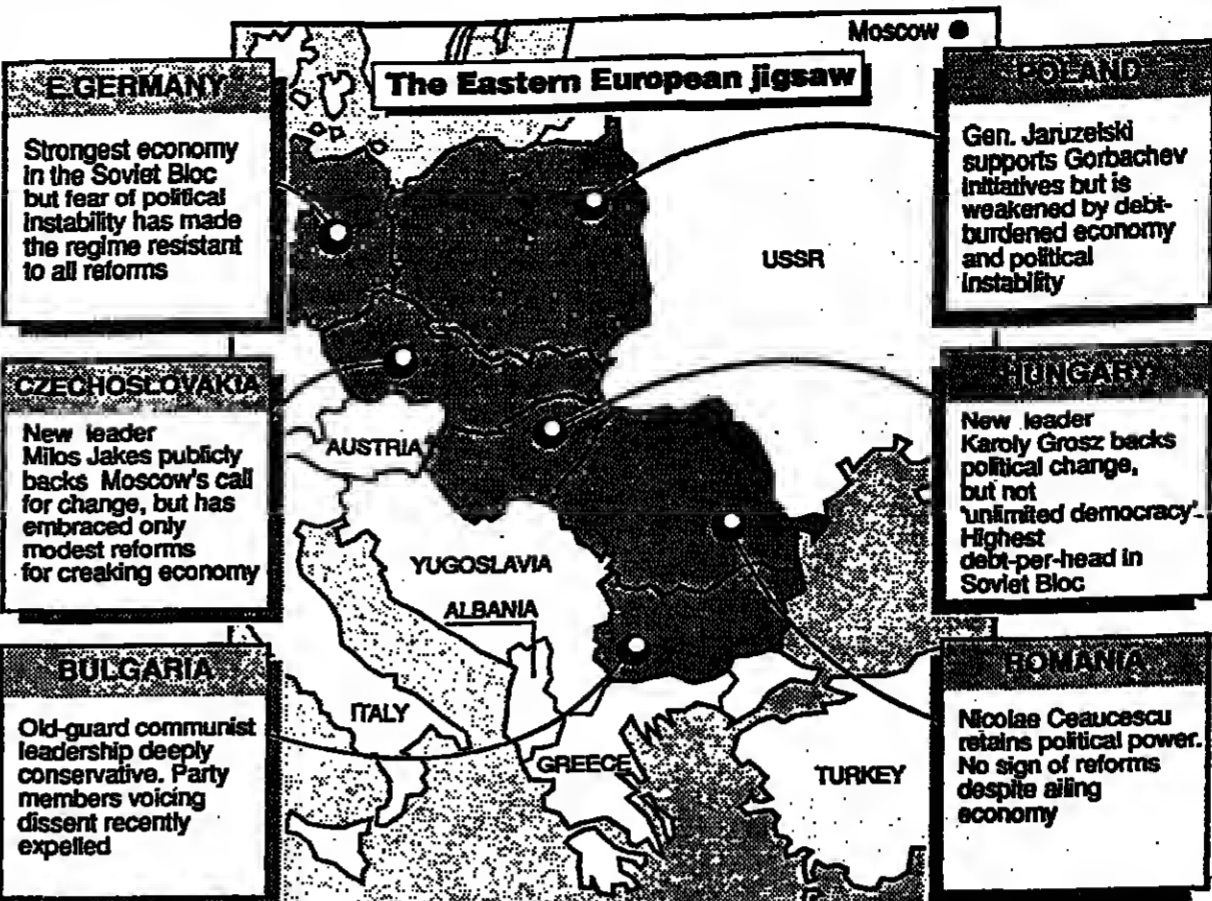 Moscow
The Eastern European jigsaw
E.GERMANY
Strongest economy
in the Soviet Bloc
but fear of political
instability has made
the regime resistant
to all reforms
POLAND
Gen. Jaruzelski
supports Gorbachev
initiatives but is
weakened by debt-
burdened economy
and political
instability
USSR
CZECHOSLOVAKIA
New leader
Milos Jakes publicly
backs Moscow's call
for change, but has
embraced only
modest reforms
for creaking economy
HUNGARY
New leader
Karoly Grosz backs
political change,
but not
'unlimited democracy'.
Highest
debt-per-head in
Soviet Bloc
AUSTRIA
YUGOSLAVIA
ALBANIA
BULGARIA
Old-guard communist
leadership deeply
conservative. Party
members voicing
dissent recently
expelled
ROMANIA
Nicolae Ceaucescu
retains political power.
No sign of reforms
despite ailing
economy
ITALY
GREECE
TURKEY